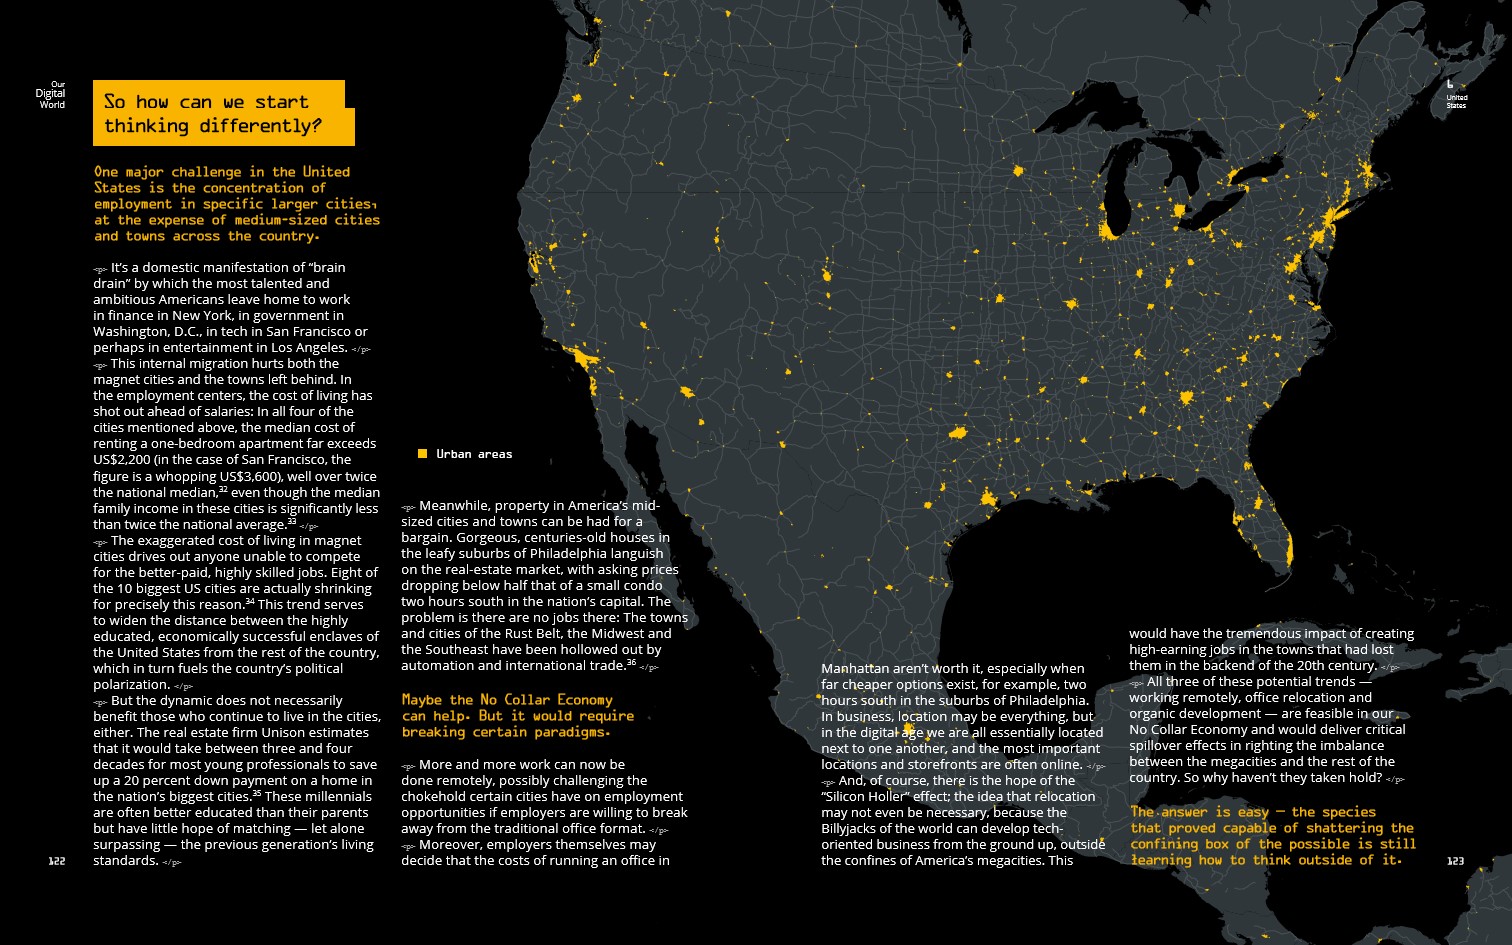 Our
Digital
World
So how can we start
thinking differently?
One major challenge in the United
States is the concentration of
employment in specific larger cities,
at the expense of medium-sized cities
and towns across the country.
<p> It's a domestic manifestation of “brain
drain” by which the most talented and
ambitious Americans leave home to work
in finance in New York, in government in
Washington, D.C., in tech in San Francisco or
perhaps in entertainment in Los Angeles. </p>
<p> This internal migration hurts both the
magnet cities and the towns left behind. In
the employment centers, the cost of living has
shot out ahead of salaries: In all four of the
cities mentioned above, the median cost of
renting a one-bedroom apartment far exceeds
US$2,200 (in the case of San Francisco, the
figure is a whopping US$3,600), well over twice
the national median,32 even though the median
family income in these cities is significantly less
than twice the national average.33 </p>
<p> The exaggerated cost of living in magnet
cities drives out anyone unable to compete
for the better-paid, highly skilled jobs. Eight of
the 10 biggest US cities are actually shrinking
for precisely this reason.34 This trend serves
to widen the distance between the highly
educated, economically successful enclaves of
the United States from the rest of the country,
which in turn fuels the country's political
polarization. </p>
<p> But the dynamic does not necessarily
benefit those who continue to live in the cities,
either. The real estate firm Unison estimates
that it would take between three and four
decades for most young professionals to save
up a 20 percent down payment on a home in
the nation's biggest cities.35 These millennials
are often better educated than their parents
but have little hope of matching — let alone
surpassing — the previous generation's living
standards. </p>
122
Urban areas
<p> Meanwhile, property in America's mid-
sized cities and towns can be had for a
bargain. Gorgeous, centuries-old houses in
the leafy suburbs of Philadelphia languish
on the real-estate market, with asking prices
dropping below half that of a small condo
two hours south in the nation's capital. The
problem is there are no jobs there: The towns
and cities of the Rust Belt, the Midwest and
the Southeast have been hollowed out by
automation and international trade.36 </p>
Maybe the No Collar Economy
can help. But it would require
breaking certain paradigms.
<p> More and more work can now be
done remotely, possibly challenging the
chokehold certain cities have on employment
opportunities if employers are willing to break
away from the traditional office format. </p>
<p> Moreover, employers themselves may
decide that the costs of running an office in
Manhattan aren't worth it, especially when
far cheaper options exist, for example, two
hours south in the suburbs of Philadelphia.
In business, location may be everything, but
in the digital age we are all essentially located
next to one another, and the most important
locations and storefronts are often online. </p>
<p> And, of course, there is the hope of the
“Silicon Holler” effect; the idea that relocation
may not even be necessary, because the
Billyjacks of the world can develop tech-
oriented business from the ground up, outside
the confines of America's megacities. This
would have the tremendous impact of creating
high-earning jobs in the towns that had lost
them in the backend of the 20th century. </p>
<p> All three of these potential trends —
working remotely, office relocation and
organic development — are feasible in our
No Collar Economy and would deliver critical
spillover effects in righting the imbalance
between the megacities and the rest of the
country. So why haven't they taken hold? </p>
The answer is easy — the species
that proved capable of shattering the
confining box of the possible is still
learning how to think outside of it.
6
United
States
123